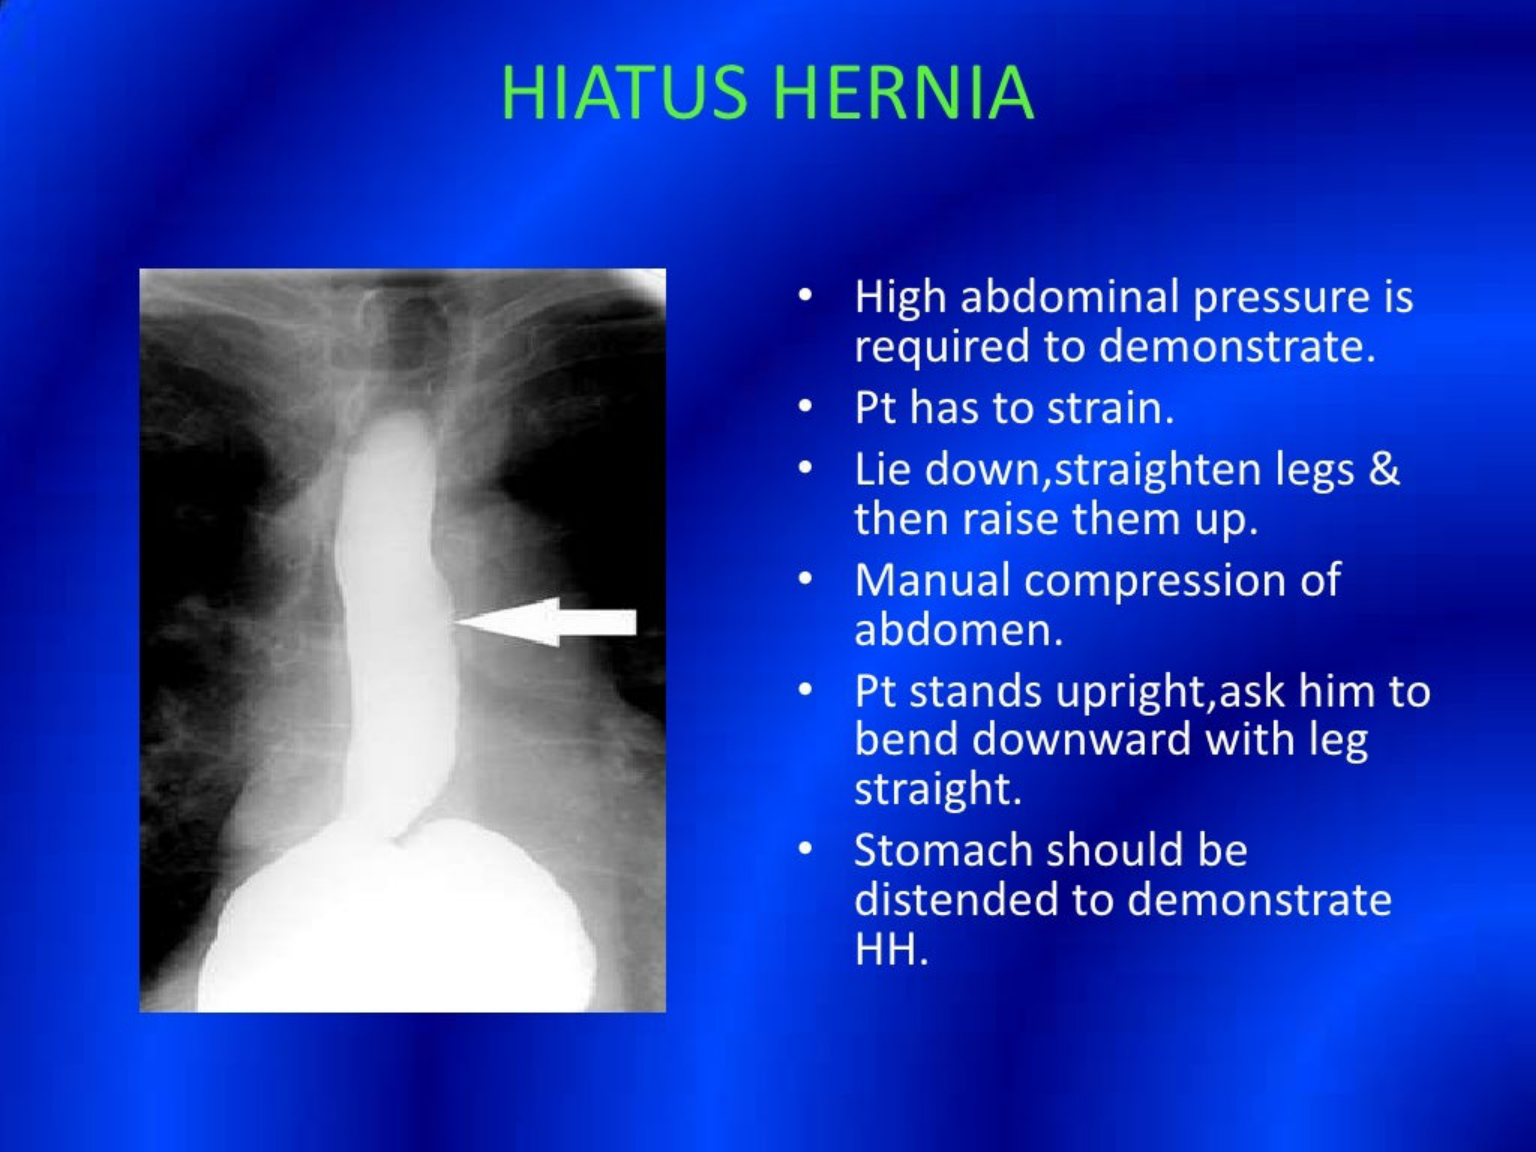 HIATUS HERNIA
• High abdominal pressure is
required to demonstrate.
• Pt has to strain.
• Lie down,straighten legs &
then raise them up.
• Manual compression of
abdomen.
• Pt stands upright,ask him to
bend downward with leg
straight.
• Stomach should be
distended to demonstrate
HH.